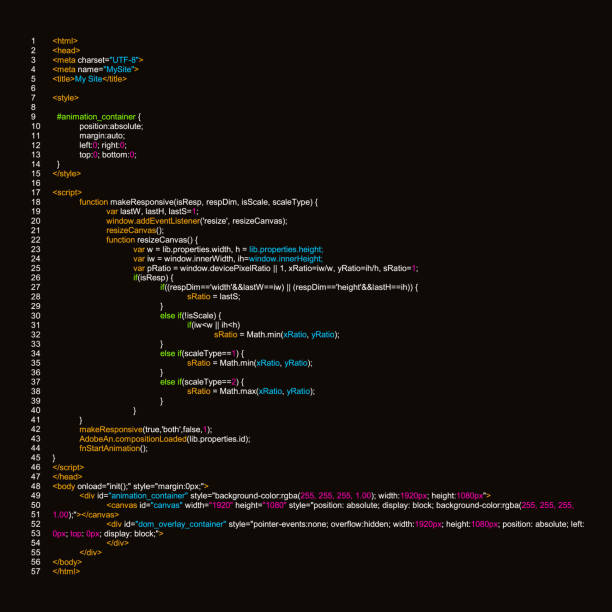 1 <html>
2 <head>
3 <meta charset="UTF-8">
4 <meta name="MySite">
5 <title>My Site</title>
6
7 <style>
8
9 #animation_container {
10 position:absolute;
11 margin:auto;
12 left:0; right:0;
13 top:0; bottom:0;
14 }
15 </style>
16
17 <script>
18 function makeResponsive(isResp, respDim, isScale, scaleType) {
19 var lastW, lastH, lastS=1;
20 window.addEventListener('resize', resizeCanvas);
21 resizeCanvas();
22 function resizeCanvas() {
23 var w = lib.properties.width, h = lib.properties.height;
24 var iw = window.innerWidth, ih=window.innerHeight;
25 var pRatio = window.devicePixelRatio || 1, xRatio=iw/w, yRatio=ih/h, sRatio=1;
26 if(isResp) {
27 if((respDim=='width'&&lastW==iw) || (respDim=='height'&&lastH==ih)) {
28 sRatio = lastS;
29 }
30 else if(!isScale) {
31 if(iw<w || ih<h)
32 sRatio = Math.min(xRatio, yRatio);
33 }
34 else if(scaleType==1) {
35 sRatio = Math.min(xRatio, yRatio);
36 }
37 else if(scaleType==2) {
38 sRatio = Math.max(xRatio, yRatio);
39 }
40 }
41 }
42 makeResponsive(true,'both',false,1);
43 AdobeAn.compositionLoaded(lib.properties.id);
44 fnStartAnimation();
45 }
46 </script>
47 </head>
48 <body onload="init();" style="margin:0px;">
49 <div id="animation_container" style="background-color:rgba(255, 255, 255, 1.00); width:1920px; height:1080px">
50 <canvas id="canvas" width="1920" height="1080" style="position: absolute; display: block; background-color:rgba(255, 255, 255,
51 1.00);"></canvas>
52 <div id="dom_overlay_container" style="pointer-events:none; overflow:hidden; width:1920px; height:1080px; position: absolute; left:
53 0px; top: 0px; display: block;">
54 </div>
55 </div>
56 </body>
57 </html>